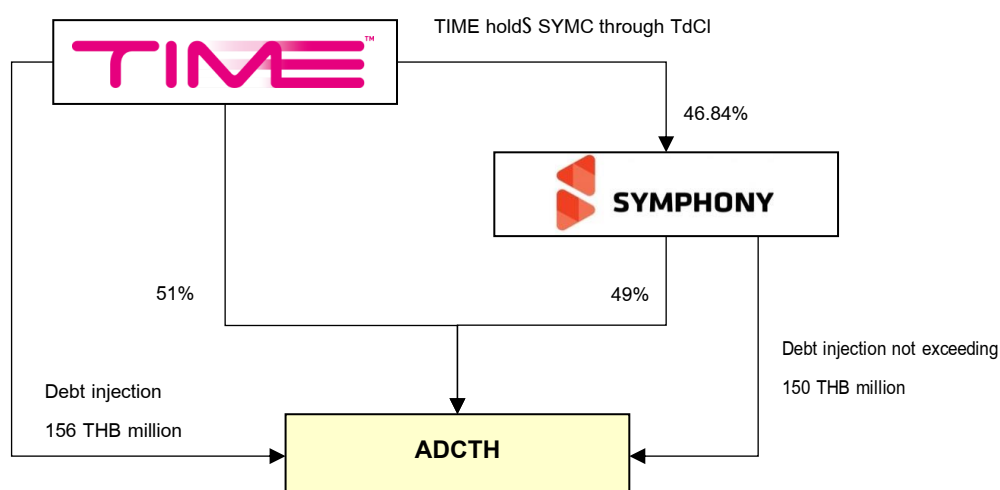 TIME holdS SYMC through TdCI
TIME™
46.84%
SYMPHONY
51%
49%
Debt injection not exceeding
150 THB million
Debt injection
156 THB million
ADCTH